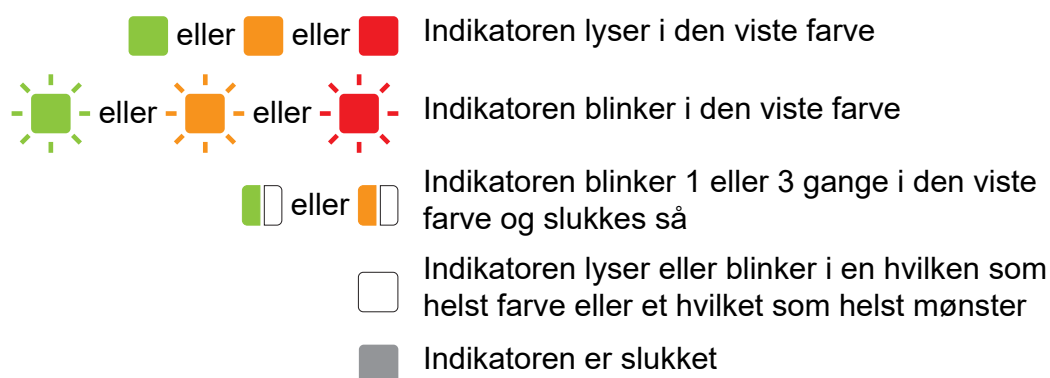 eller eller Indikatoren lyser i den viste farve
eller eller Indikatoren blinker i den viste farve
eller Indikatoren blinker 1 eller 3 gange i den viste
farve og slukkes så
Indikatoren lyser eller blinker i en hvilken som
helst farve eller et hvilket som helst mønster
Indikatoren er slukket